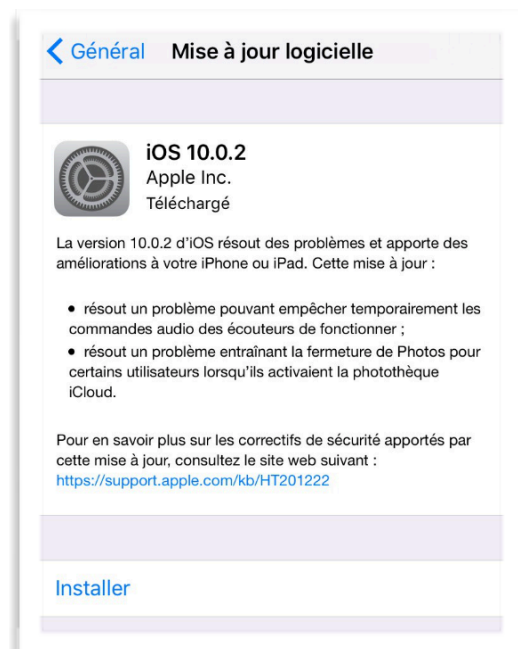 Général Mise à jour logicielle
iOS 10.0.2
Apple Inc.
Téléchargé
La version 10.0.2 d’iOS résout des problèmes et apporte des
améliorations à votre iPhone ou iPad. Cette mise à jour :
• résout un problème pouvant empêcher temporairement les
commandes audio des écouteurs de fonctionner ;
• résout un problème entraînant la fermeture de Photos pour
certains utilisateurs lorsqu’ils activaient la photothèque
iCloud.
Pour en savoir plus sur les correctifs de sécurité apportés par
cette mise à jour, consultez le site web suivant :
https://support.apple.com/kb/HT201222
Installer